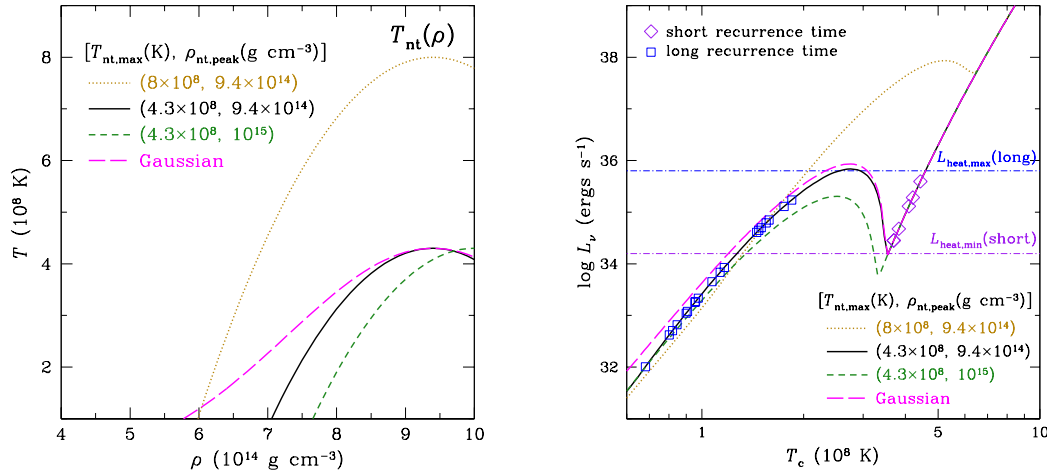 T_nt(ρ)
[T_nt,max(K), ρ_nt,peak(g cm⁻³)]
(8×10⁸, 9.4×10¹⁴)
(4.3×10⁸, 9.4×10¹⁴)
(4.3×10⁸, 10¹⁵)
Gaussian
T (10⁸ K)
8
6
4
2
4
5
6
7
8
9
10
ρ (10¹⁴ g cm⁻³)
short recurrence time
long recurrence time
L_heat,max(long)
L_heat,min(short)
log L_ν (ergs s⁻¹)
38
36
34
32
[T_nt,max(K), ρ_nt,peak(g cm⁻³)]
(8×10⁸, 9.4×10¹⁴)
(4.3×10⁸, 9.4×10¹⁴)
(4.3×10⁸, 10¹⁵)
Gaussian
1
2
5
10
T_c (10⁸ K)